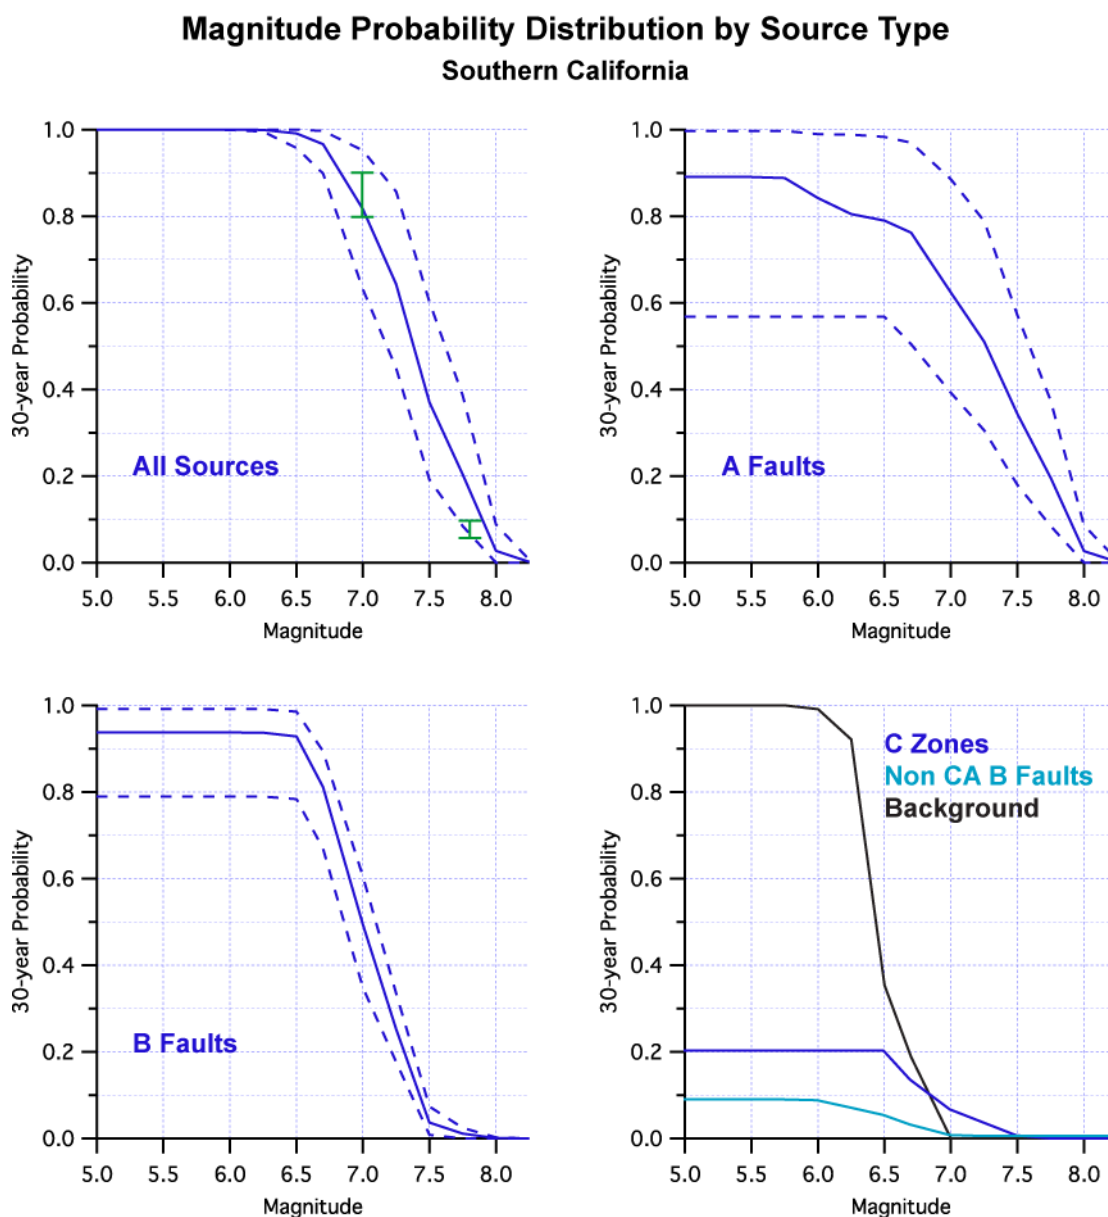 Magnitude Probability Distribution by Source Type
Southern California
1.0
0.8
0.6
0.4
0.2
0.0
30-year Probability
All Sources
5.0 5.5 6.0 6.5 7.0 7.5 8.0
Magnitude
1.0
0.8
0.6
0.4
0.2
0.0
30-year Probability
A Faults
5.0 5.5 6.0 6.5 7.0 7.5 8.0
Magnitude
1.0
0.8
0.6
0.4
0.2
0.0
30-year Probability
B Faults
5.0 5.5 6.0 6.5 7.0 7.5 8.0
Magnitude
1.0
0.8
0.6
0.4
0.2
0.0
30-year Probability
C Zones
Non CA B Faults
Background
5.0 5.5 6.0 6.5 7.0 7.5 8.0
Magnitude